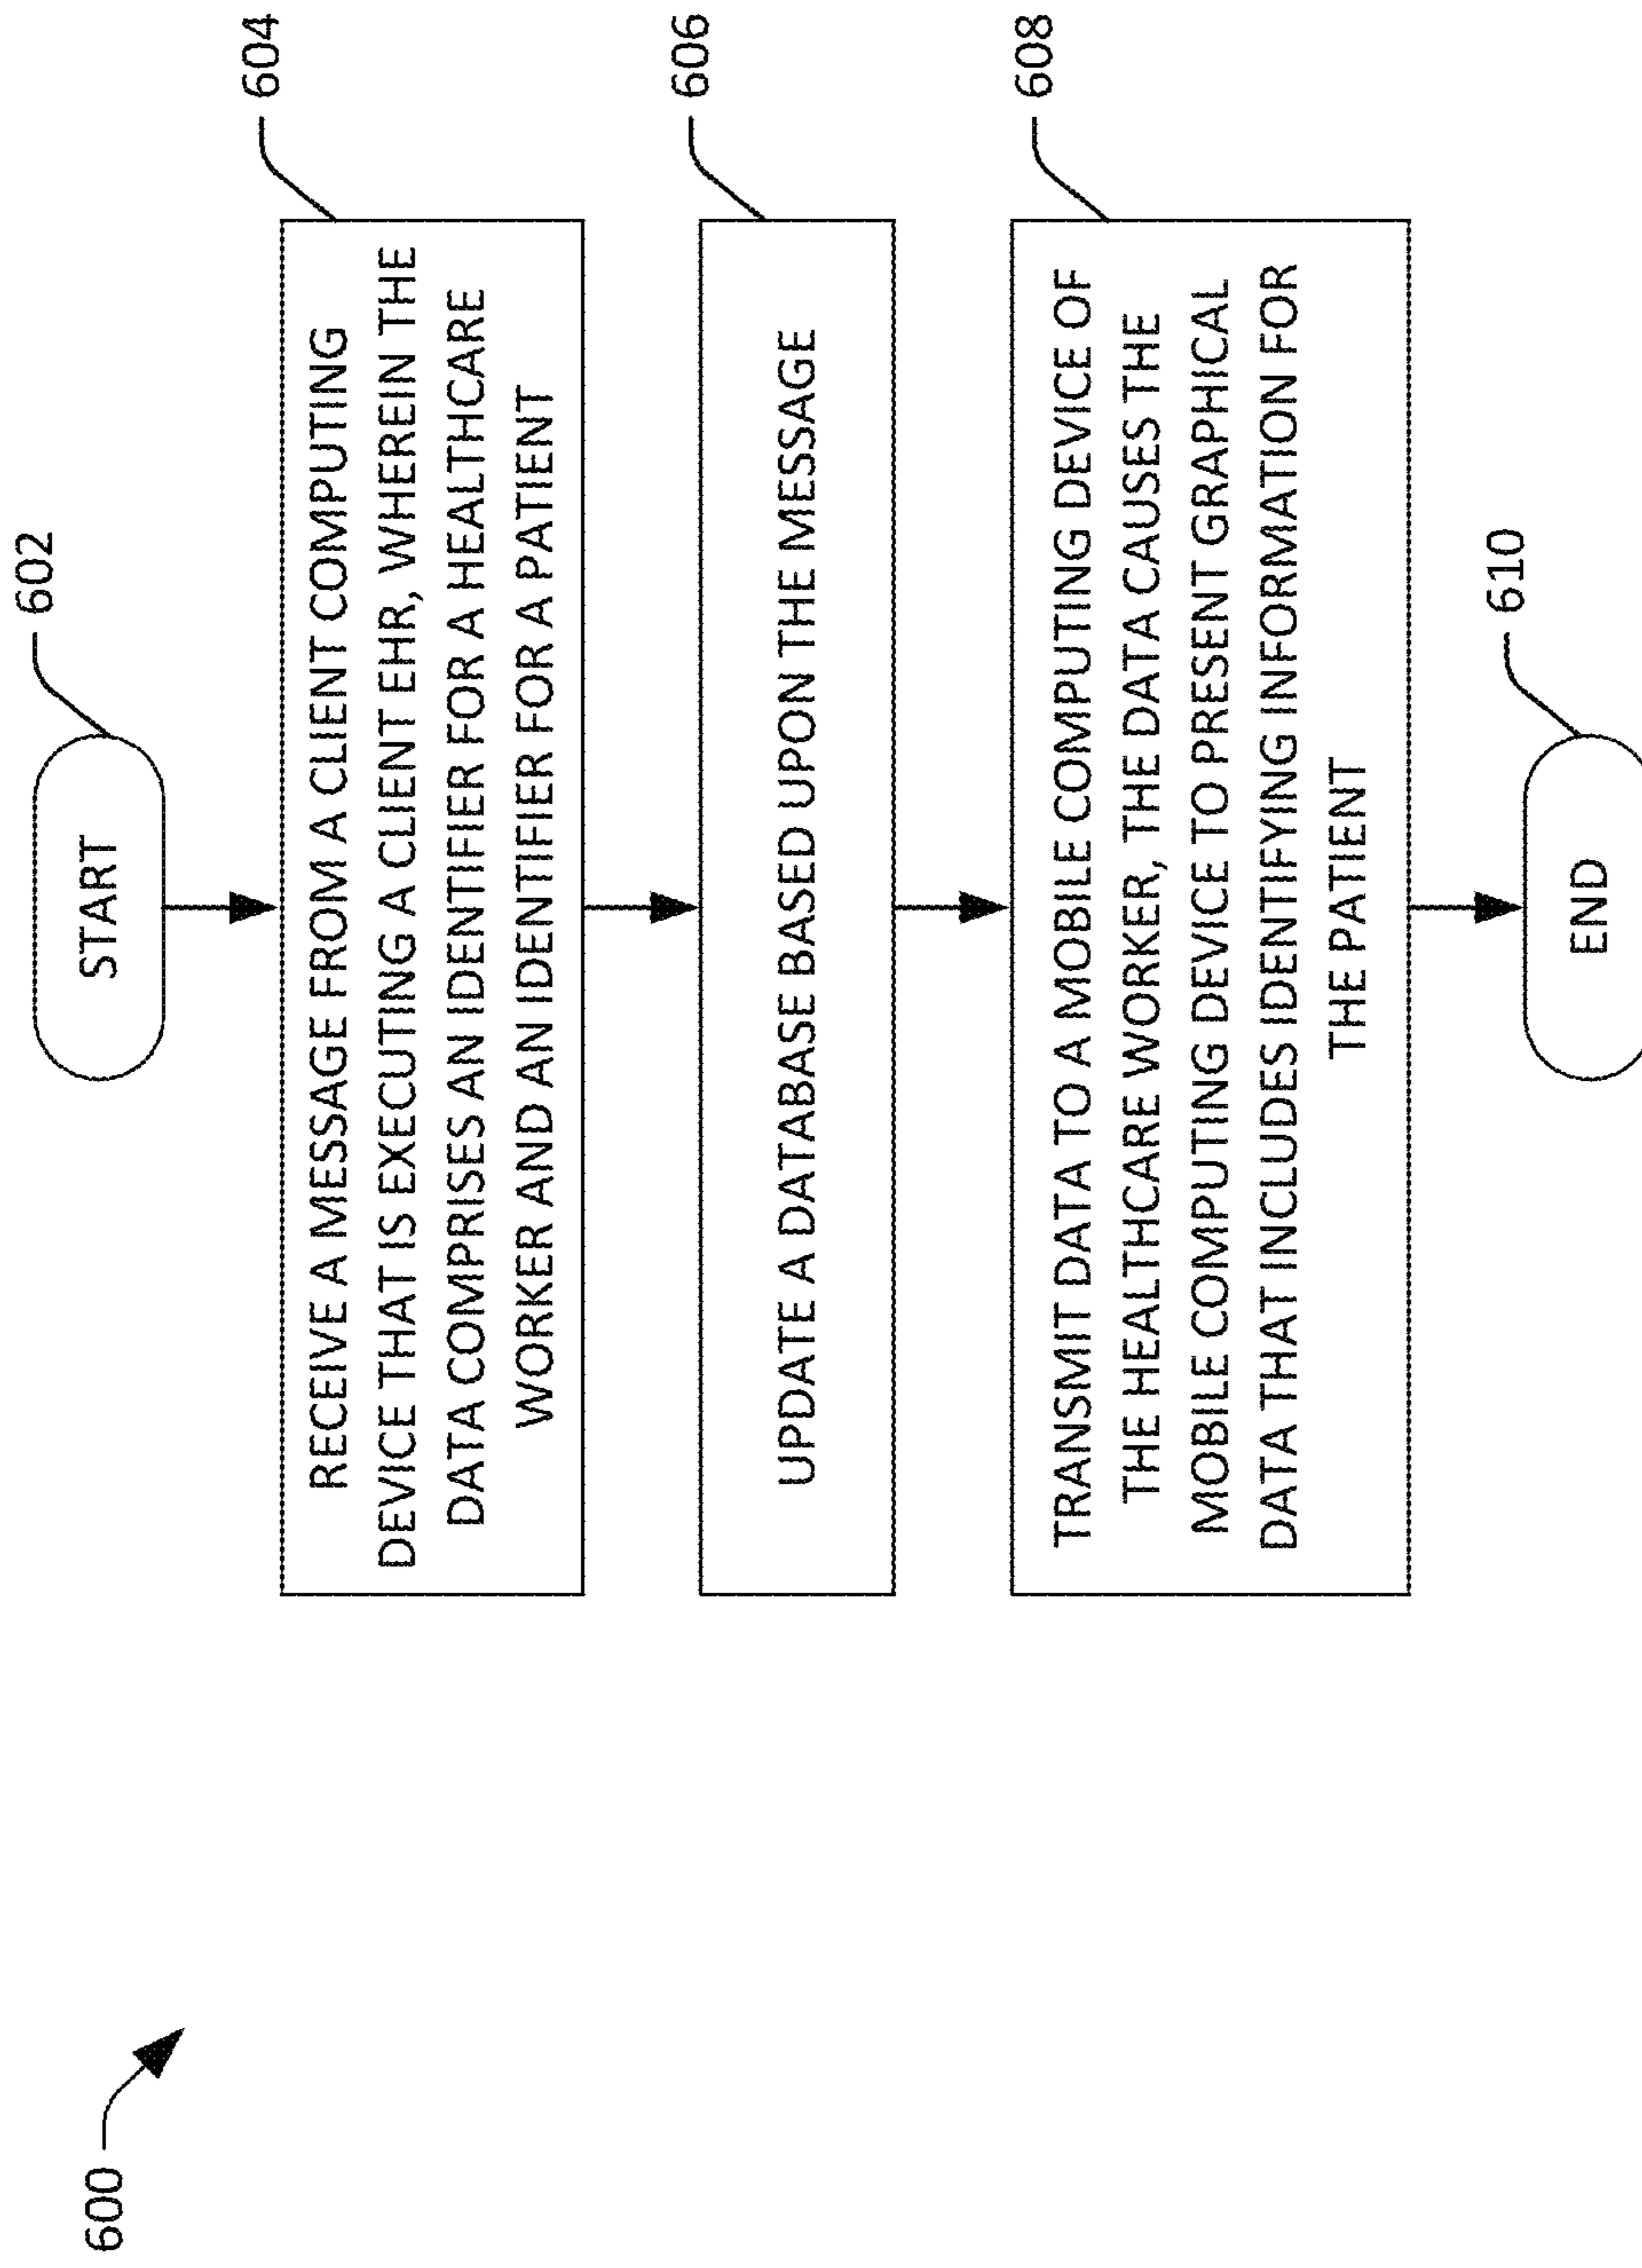 600
602
START
604
RECEIVE A MESSAGE FROM A CLIENT COMPUTING
DEVICE THAT IS EXECUTING A CLIENT EHR, WHEREIN THE
DATA COMPRISES AN IDENTIFIER FOR A HEALTHCARE
WORKER AND AN IDENTIFIER FOR A PATIENT
606
UPDATE A DATABASE BASED UPON THE MESSAGE
608
TRANSMIT DATA TO A MOBILE COMPUTING DEVICE OF
THE HEALTHCARE WORKER, THE DATA CAUSES THE
MOBILE COMPUTING DEVICE TO PRESENT GRAPHICAL
DATA THAT INCLUDES IDENTIFYING INFORMATION FOR
THE PATIENT
610
END